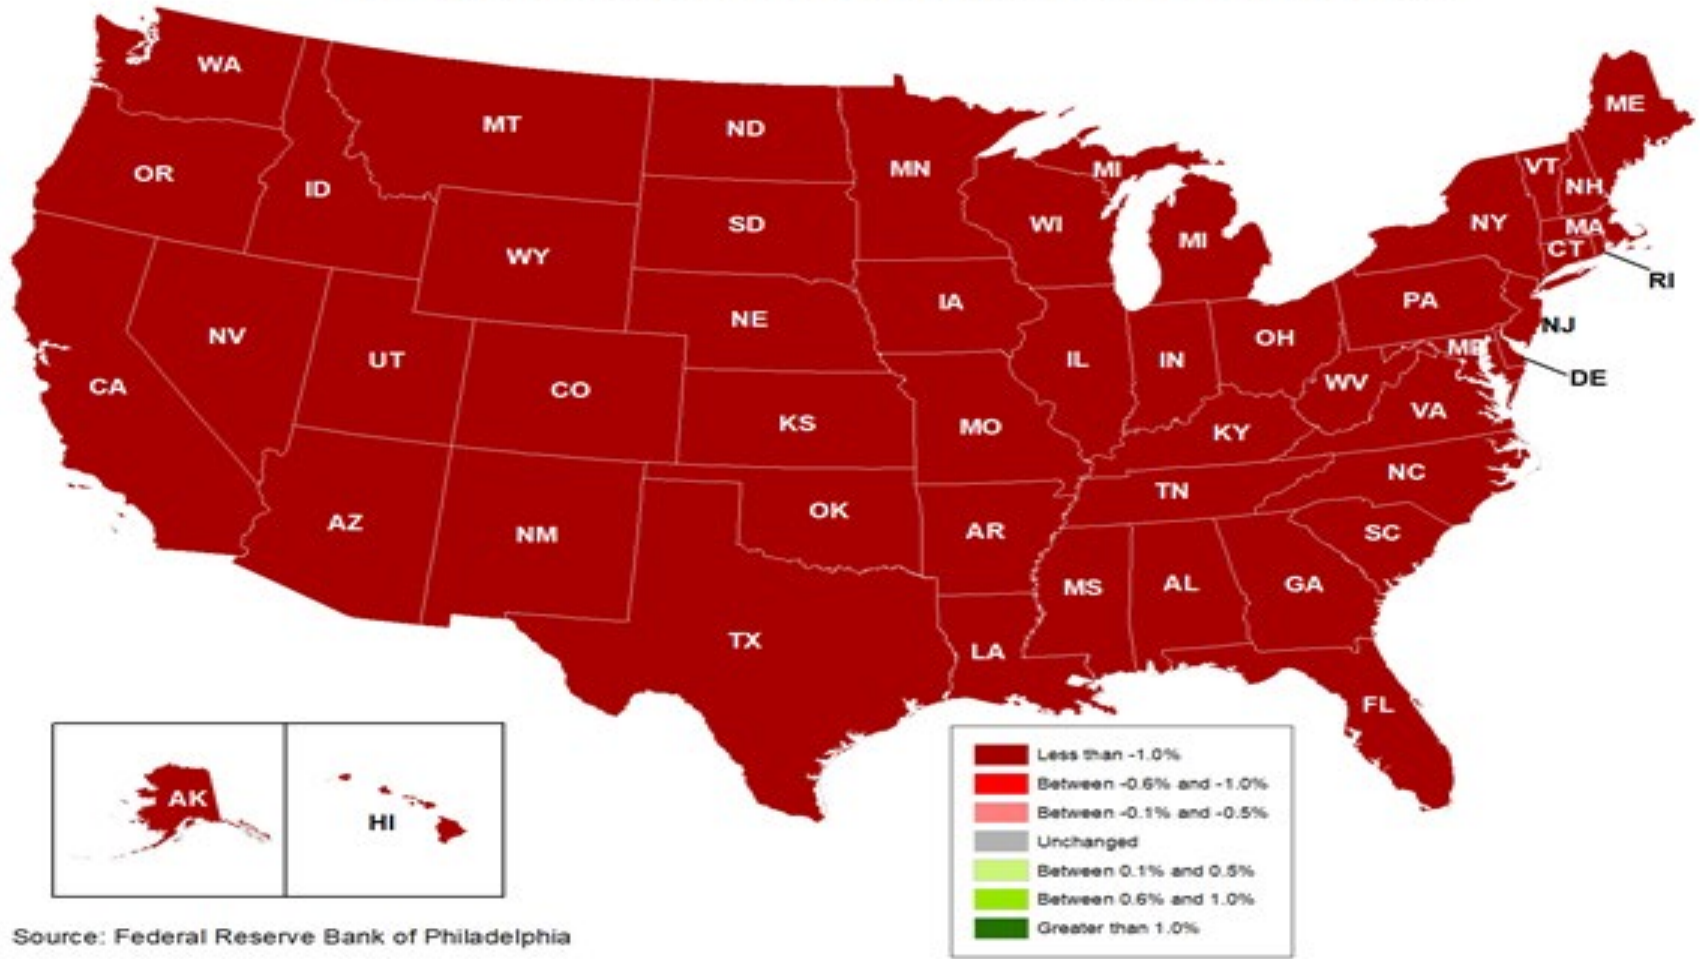 WA
MT
ND
MN
ME
OR
ID
SD
WI
MI
MI
VT
NH
NY
MA
CT
RI
WY
IA
PA
NE
NJ
NV
UT
CO
IL
IN
OH
MD
DE
CA
KS
MO
WV
VA
KY
NC
AZ
NM
OK
AR
TN
SC
MS
AL
GA
TX
LA
FL
AK
HI
Less than -1.0%
Between -0.6% and -1.0%
Between -0.1% and -0.5%
Unchanged
Between 0.1% and 0.5%
Between 0.6% and 1.0%
Greater than 1.0%
Source: Federal Reserve Bank of Philadelphia